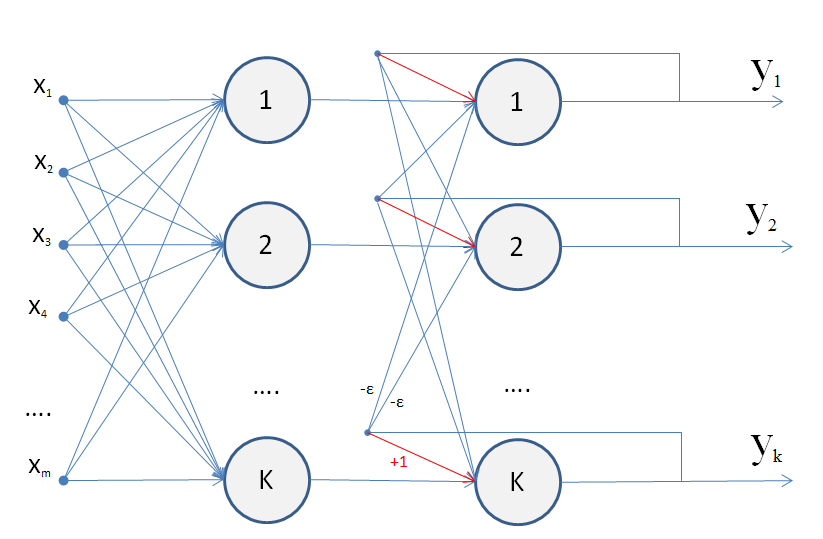 X1
X2
X3
X4
....
Xm
1
2
....
K
1
2
....
K
-ε
-ε
+1
y1
y2
yk